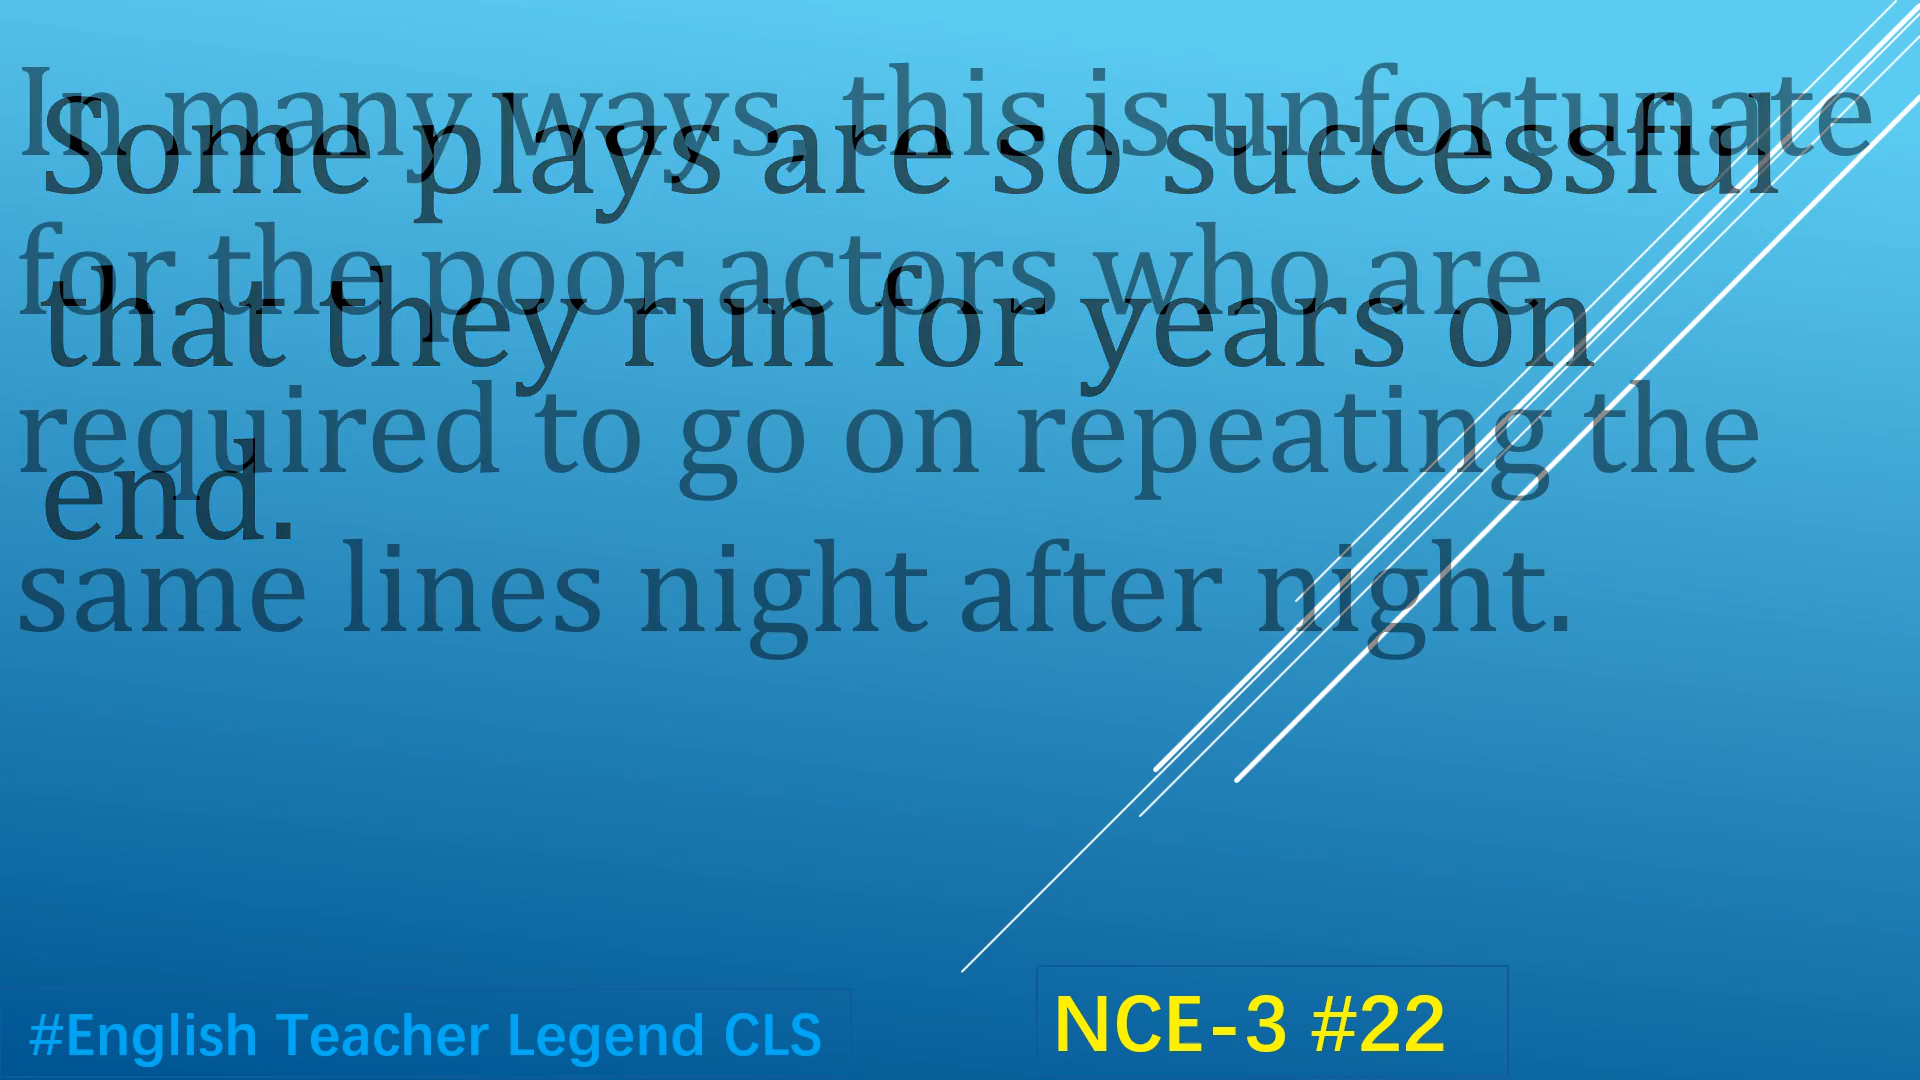 Some plays are so successful
that they run for years on
end.
In many ways, this is unfortunate
for the poor actors who are
required to go on repeating the
same lines night after night.
#English Teacher Legend CLS
NCE-3 #22